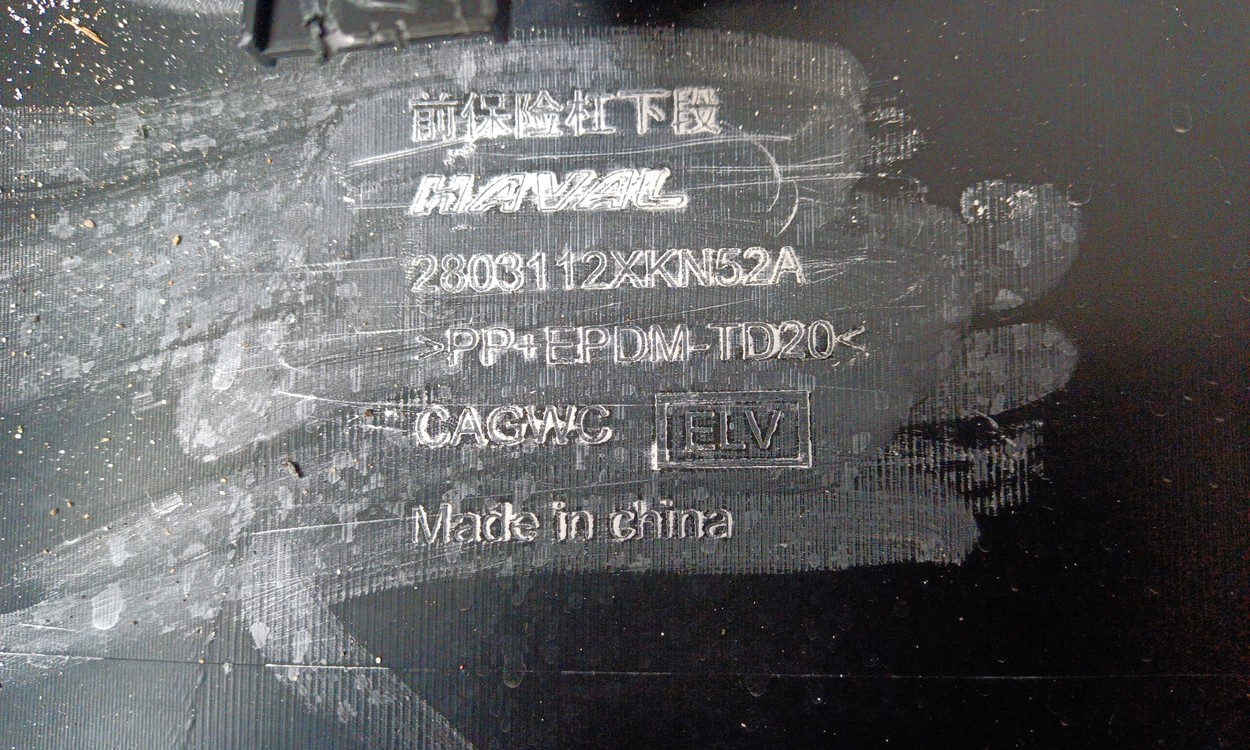 前保险杠下段
HAVAL
2803112XKN52A
>PP+EPDM-TD20<
CAGWC ELV
Made in china